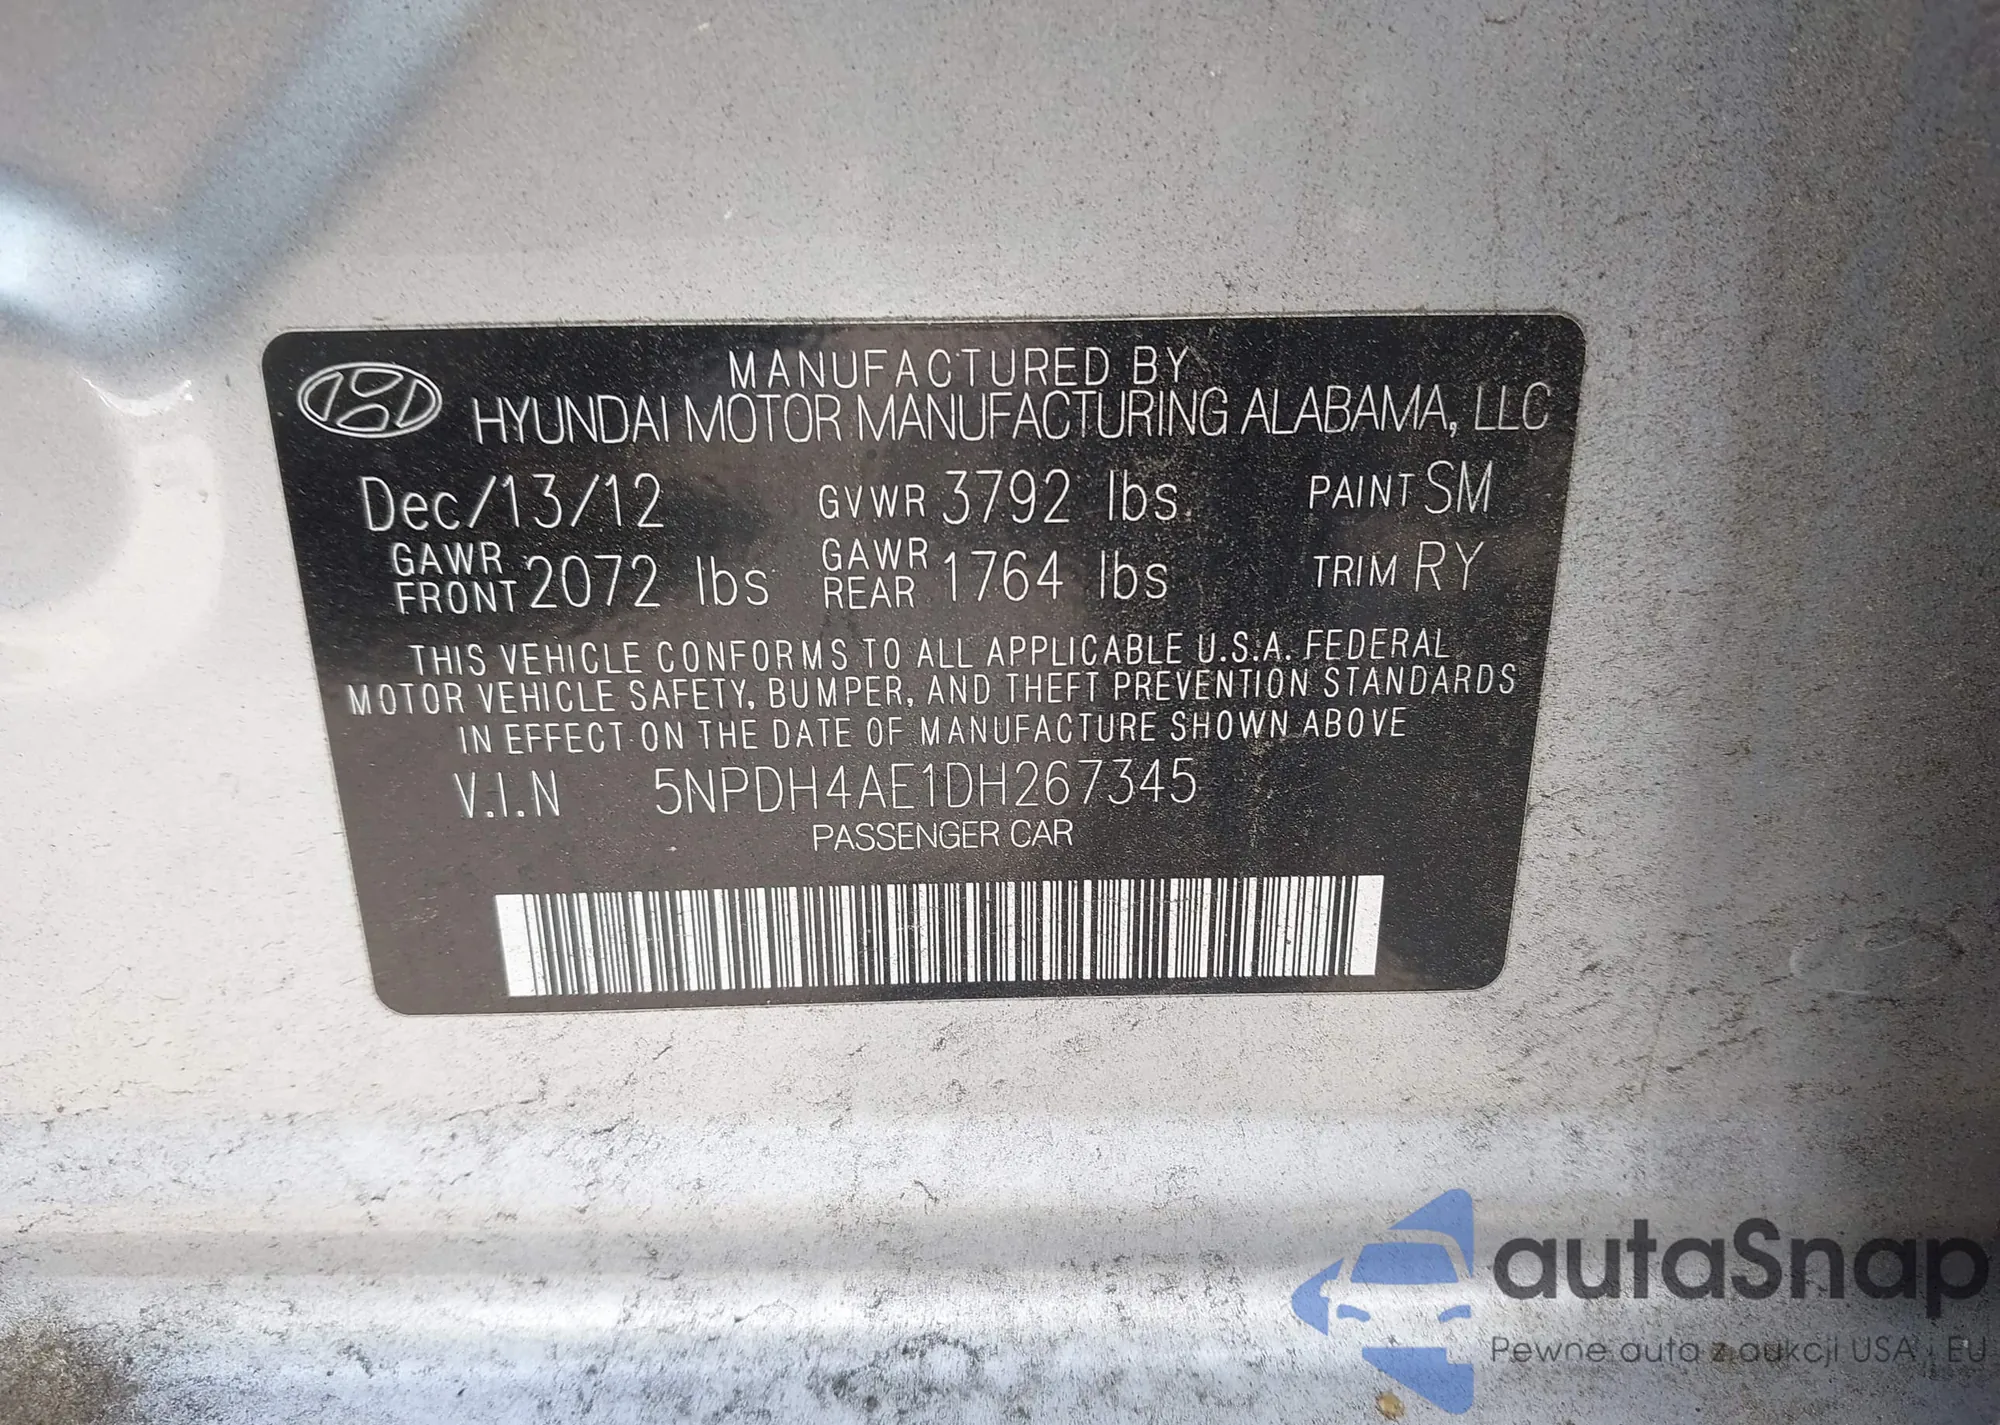 MANUFACTURED BY
HYUNDAI MOTOR MANUFACTURING ALABAMA, LLC
Dec/13/12 GVWR 3792 lbs. PAINT SM
GAWR FRONT 2072 lbs GAWR REAR 1764 lbs TRIM RY
THIS VEHICLE CONFORMS TO ALL APPLICABLE U.S.A. FEDERAL
MOTOR VEHICLE SAFETY, BUMPER, AND THEFT PREVENTION STANDARDS
IN EFFECT ON THE DATE OF MANUFACTURE SHOWN ABOVE
V.I.N 5NPDH4AE1DH267345
PASSENGER CAR
autaSnap
Pewne auta z aukcji USA i EU